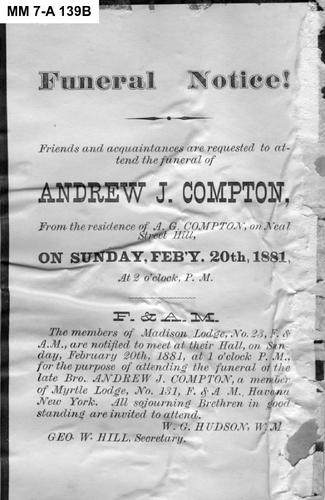 MM 7-A 139B
Funeral Notice!
Friends and acquaintances are requested to at-
tend the funeral of
ANDREW J. COMPTON,
From the residence of A. G. COMPTON, on Neal
Street Hill,
ON SUNDAY, FEB'Y. 20th, 1881,
At 2 o'clock, P. M.
F. & A. M.
The members of Madison Lodge, No. 23, F. &
A. M., are notified to meet at their Hall, on Sun-
day, February 20th, 1881, at 1 o'clock P. M.,
for the purpose of attending the funeral of the
late Bro. ANDREW J. COMPTON, a member
of Myrtle Lodge, No. 131, F. & A M., Havana
New York. All sojourning Brethren in good
standing are invited to attend.
W. G. HUDSON, W. M
GEO. W. HILL. Secretary.